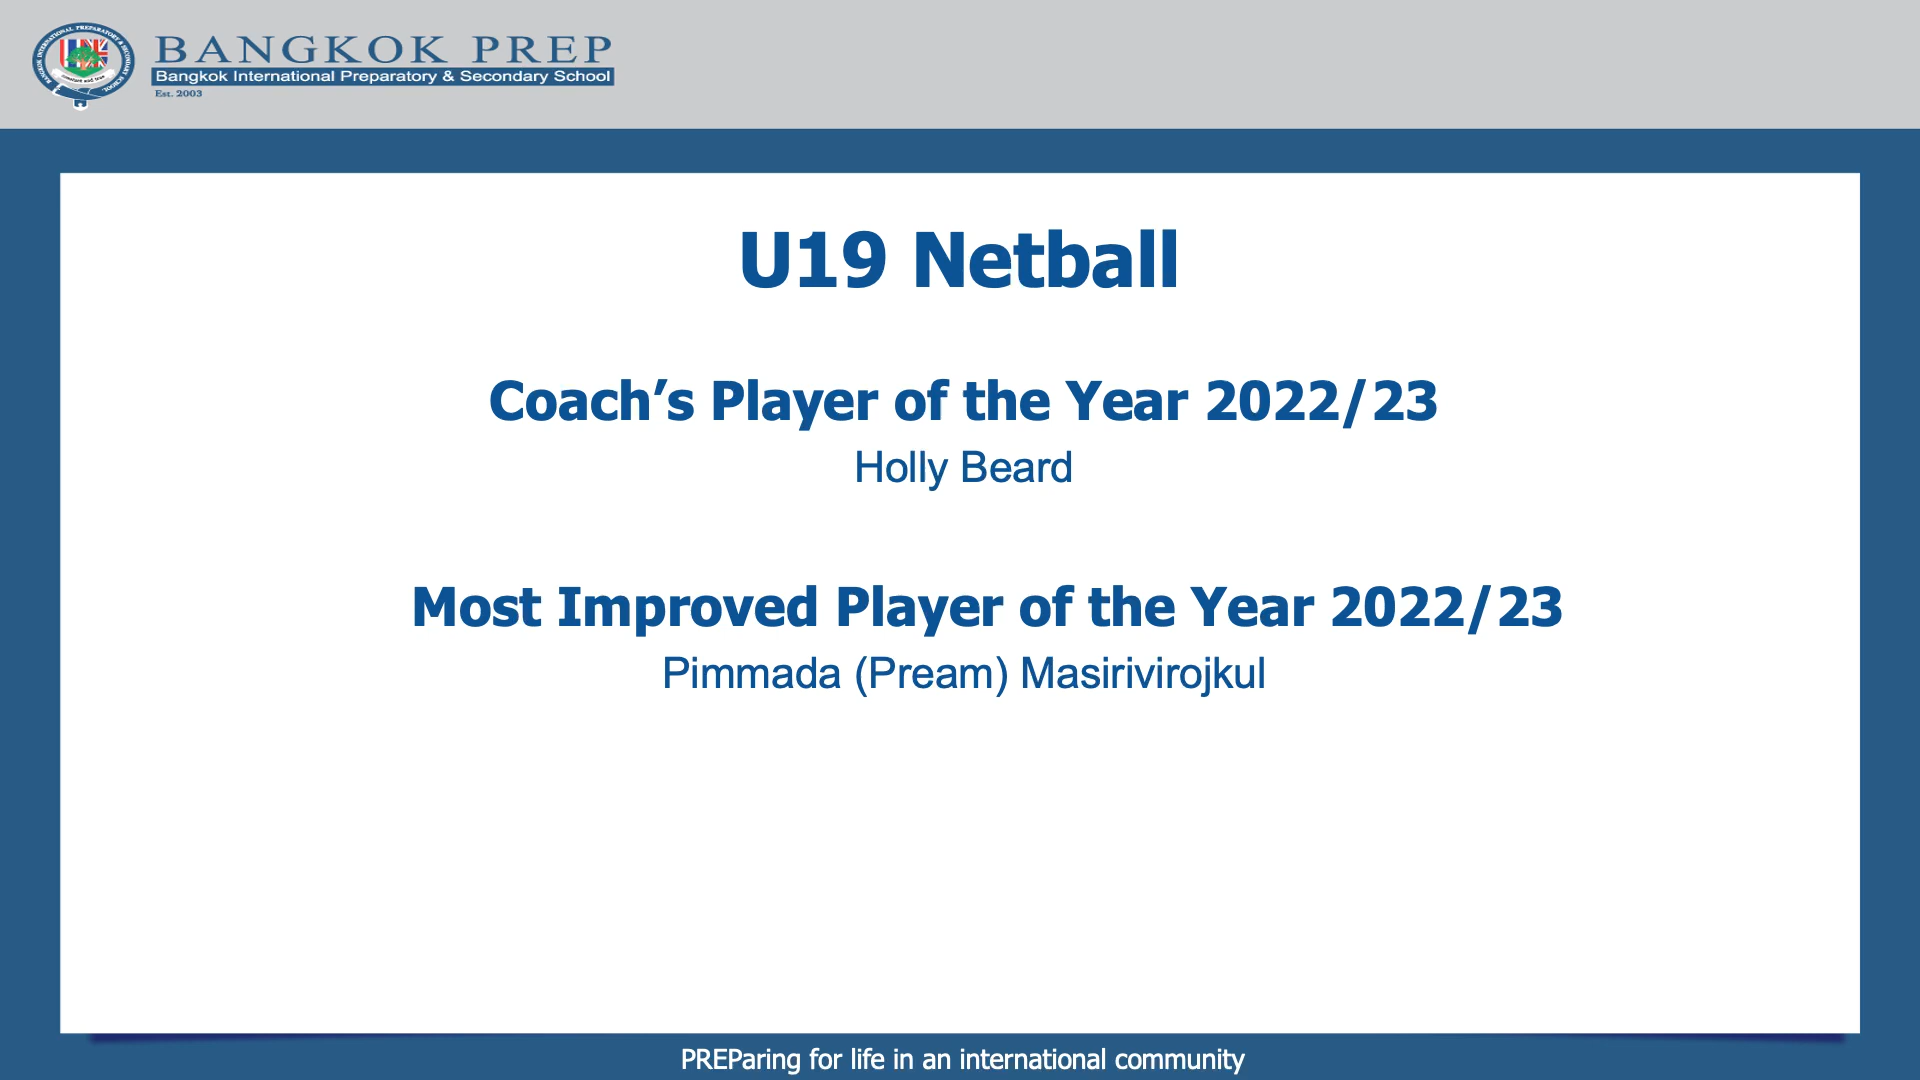 BANGKOK PREP
Bangkok International Preparatory & Secondary School
Est. 2003
U19 Netball
Coach’s Player of the Year 2022/23
Holly Beard
Most Improved Player of the Year 2022/23
Pimmada (Pream) Masirivirojkul
PREParing for life in an international community